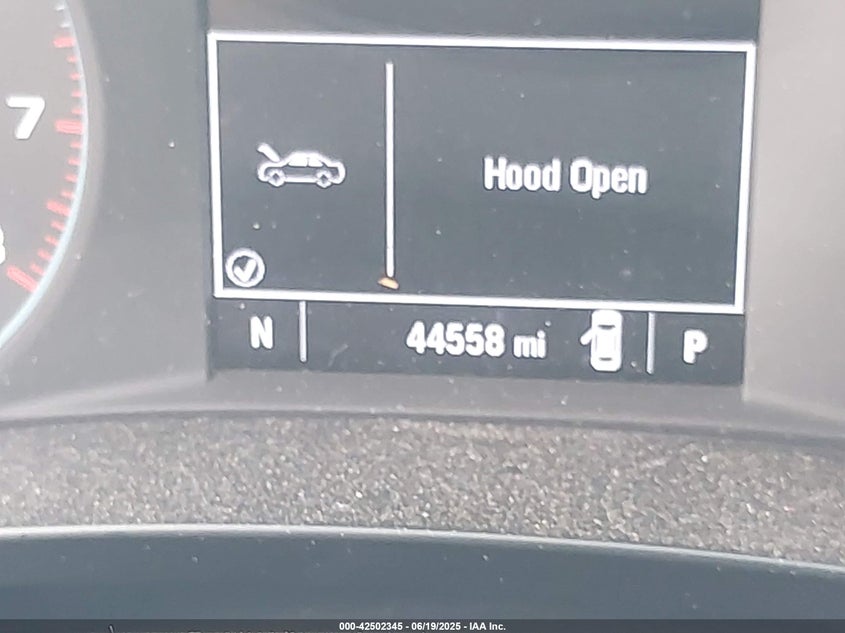 7
Hood Open
N 44558 mi P
000-42502345 - 06/19/2025 - IAA Inc.